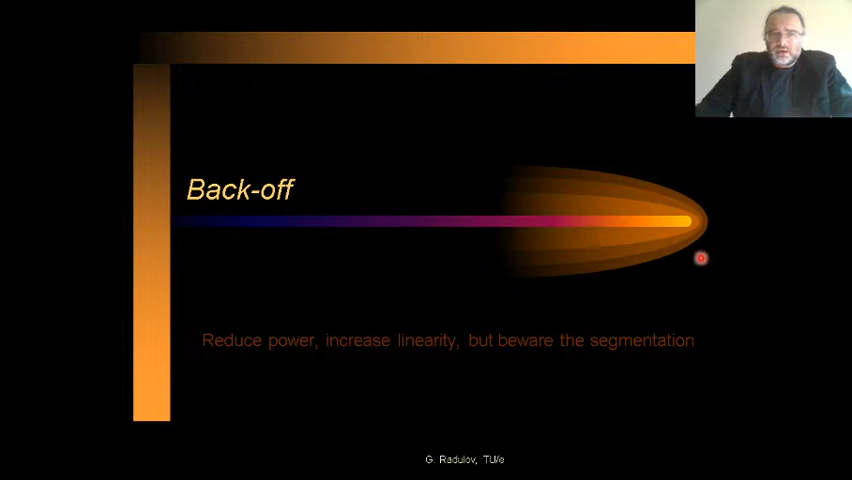 Back-off
Reduce power, increase linearity, but beware the segmentation
G. Radulov, TU/e